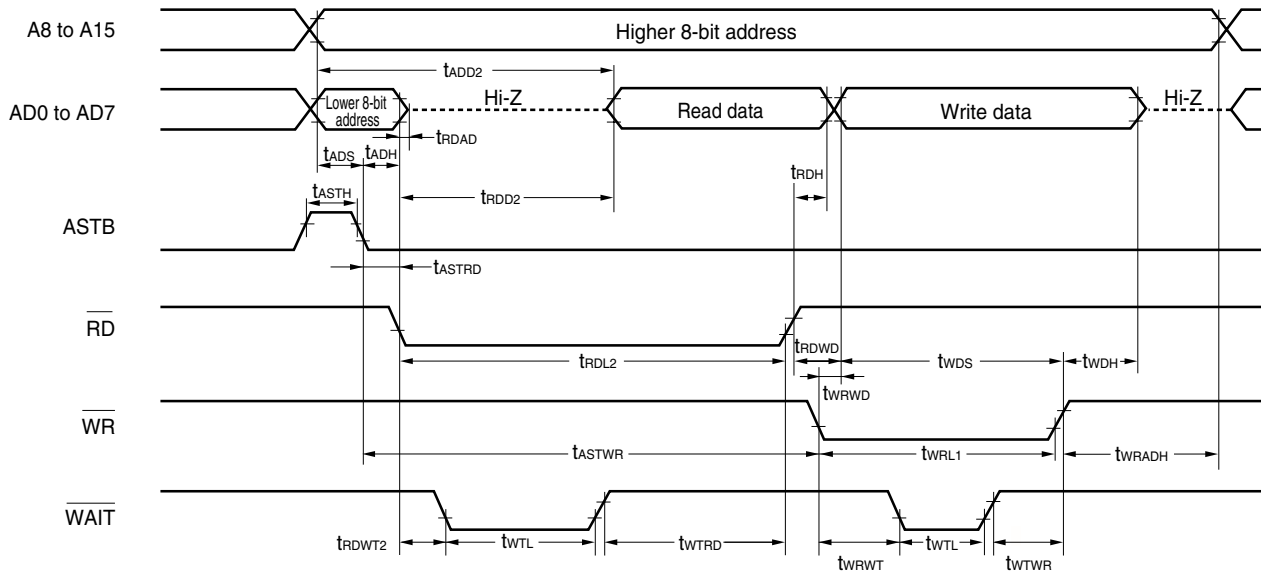 A8 to A15
Higher 8-bit address
tADD2
AD0 to AD7
Lower 8-bit
address
Hi-Z
Read data
Write data
Hi-Z
tRDAD
tADS
tADH
tRDH
tASTH
tRDD2
ASTB
tASTRD
RD
tRDL2
tRDWD
tWDS
tWDH
tWRWD
WR
tASTWR
tWRL1
tWRADH
WAIT
tRDWT2
tWTL
tWTRD
tWRWT
tWTL
tWTWR